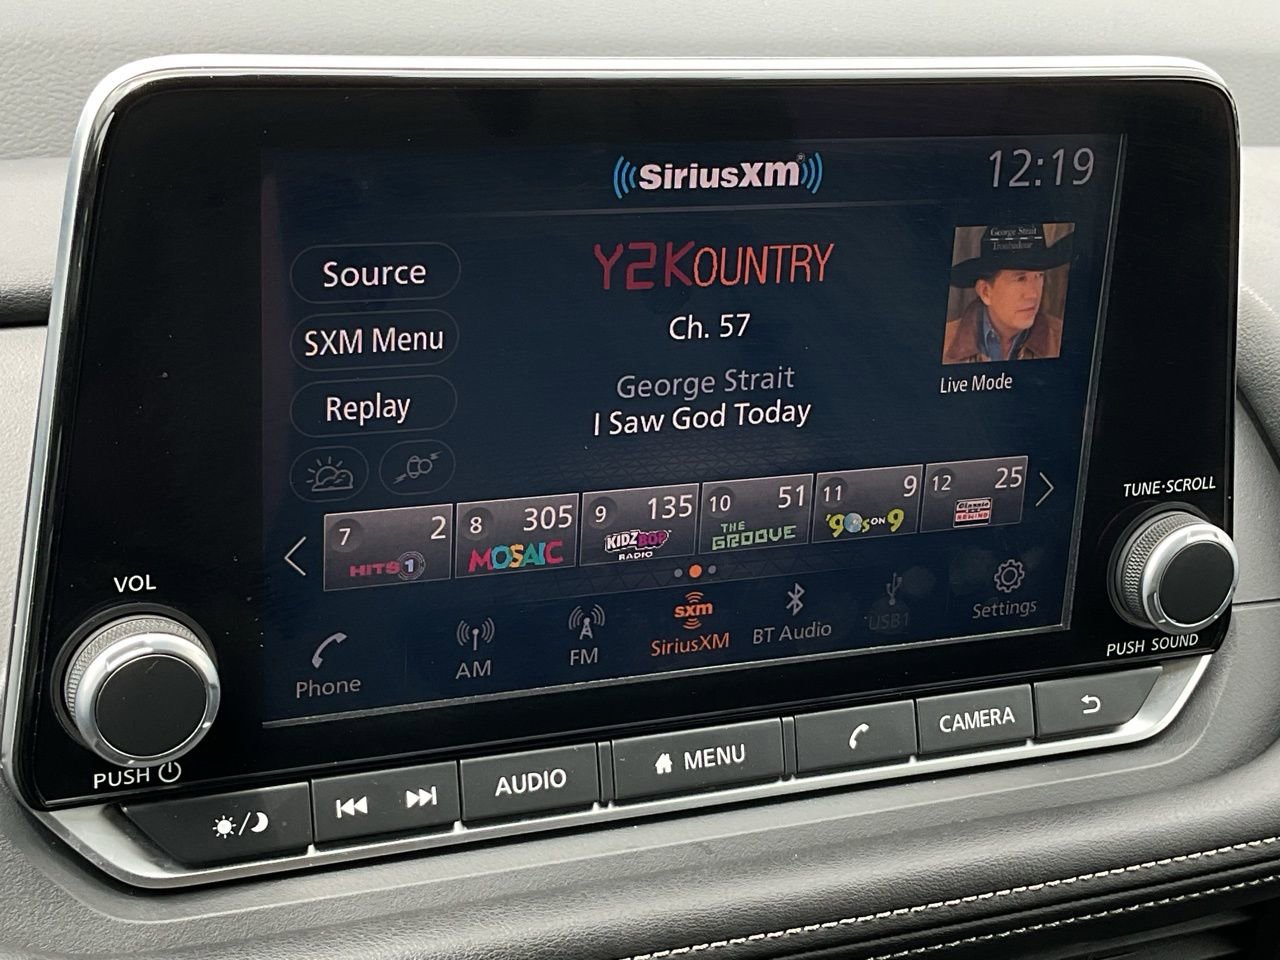 SiriusXM
12:19
Source
SXM Menu
Replay
Y2KOUNTRY
Ch. 57
George Strait
I Saw God Today
George Strait
Troubadour
Live Mode
7 2
HITS 1
8 305
MOSAIC
9 135
KIDZ BOP
RADIO
10 51
THE
GROOVE
11 9
'90s ON 9
12 25
Classic
REWIND
Phone
AM
FM
sxm
SiriusXM
BT Audio
USB1
Settings
VOL
PUSH
TUNE·SCROLL
PUSH SOUND
AUDIO
MENU
CAMERA